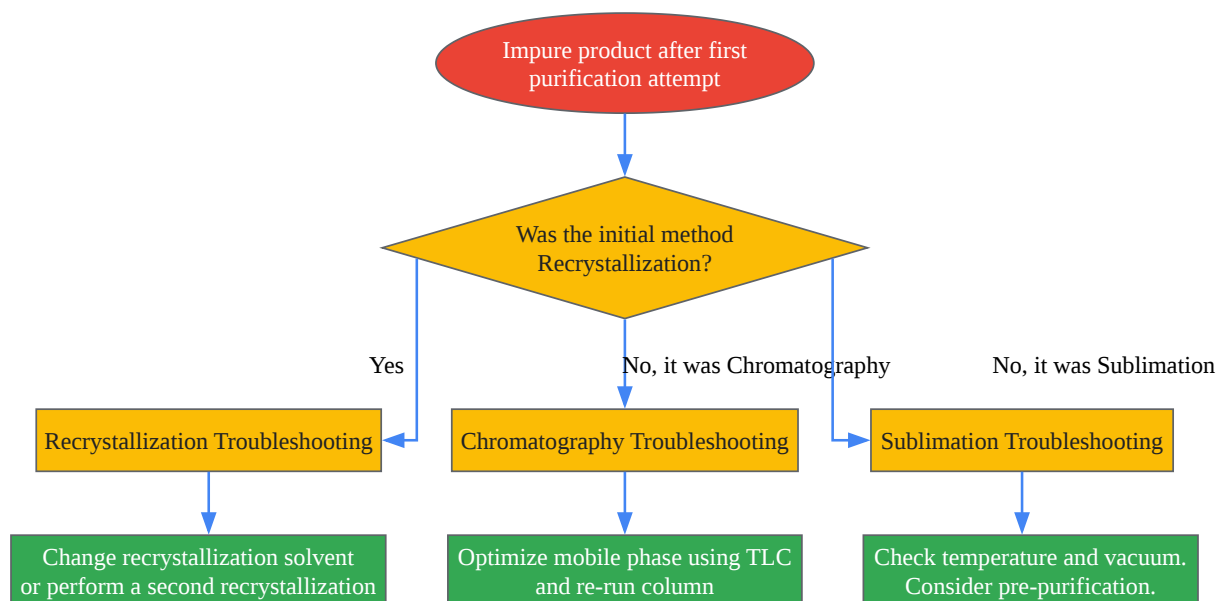 Impure product after first
purification attempt
Was the initial method
Recrystallization?
Yes
No, it was Chromatography
No, it was Sublimation
Recrystallization Troubleshooting
Chromatography Troubleshooting
Sublimation Troubleshooting
Change recrystallization solvent
or perform a second recrystallization
Optimize mobile phase using TLC
and re-run column
Check temperature and vacuum.
Consider pre-purification.